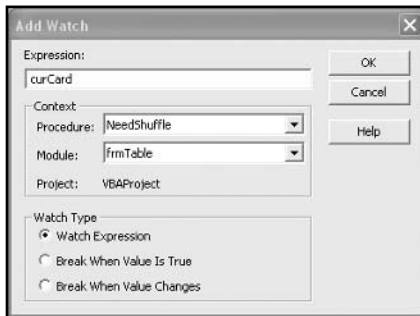 Add Watch
Expression:
OK
curCard
Cancel
Context
Procedure: NeedShuffle
Help
Module: frmTable
Project: VBAProject
Watch Type
Watch Expression
Break When Value Is True
Break When Value Changes